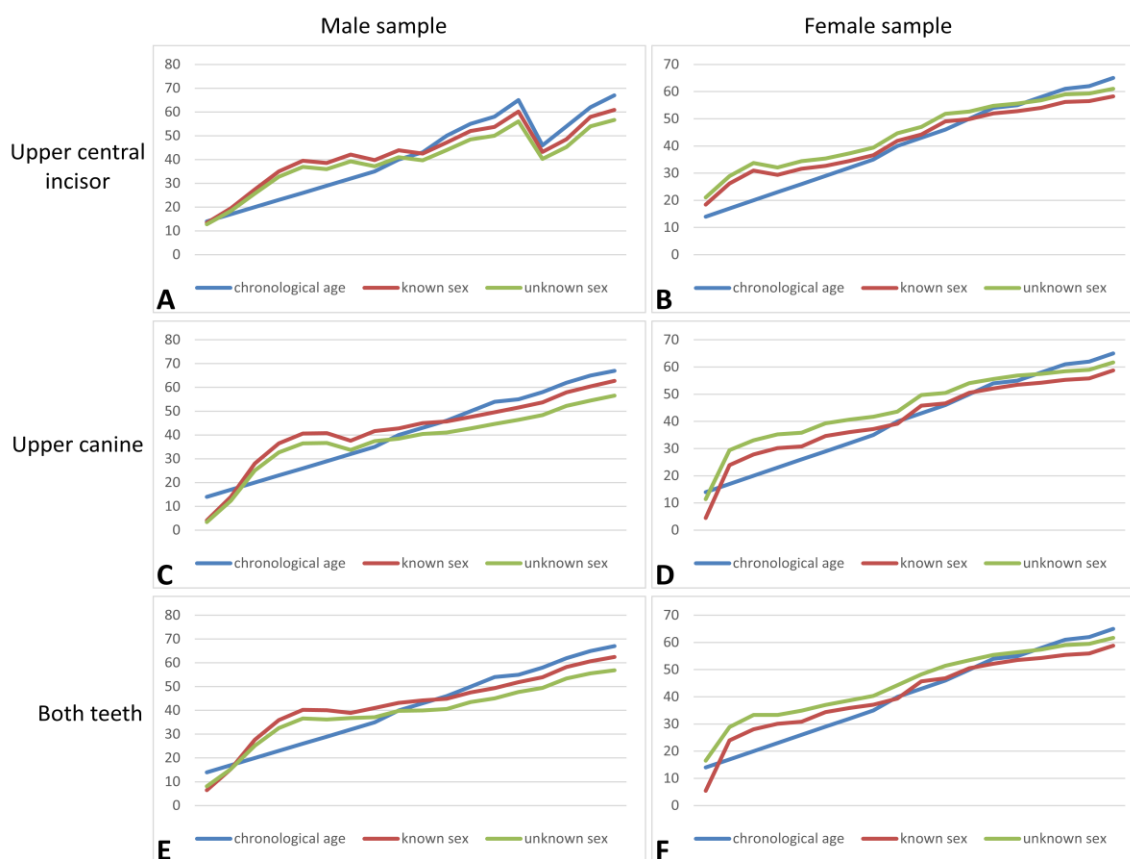 Male sample
Female sample
Upper central
incisor
80
70
60
50
40
30
20
10
0
chronological age known sex unknown sex
A
70
60
50
40
30
20
10
0
chronological age known sex unknown sex
B
Upper canine
80
70
60
50
40
30
20
10
0
chronological age known sex unknown sex
C
70
60
50
40
30
20
10
0
chronological age known sex unknown sex
D
Both teeth
80
70
60
50
40
30
20
10
0
chronological age known sex unknown sex
E
70
60
50
40
30
20
10
0
chronological age known sex unknown sex
F